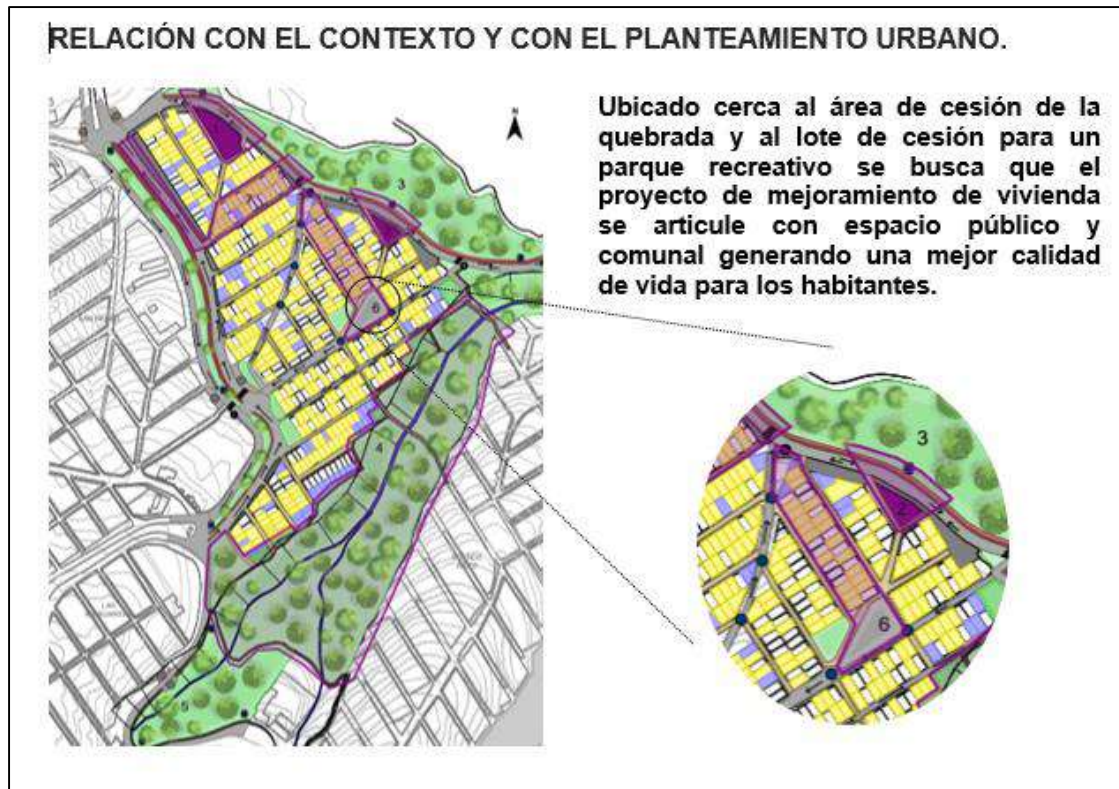 RELACIÓN CON EL CONTEXTO Y CON EL PLANTEAMIENTO URBANO.
N
Ubicado cerca al área de cesión de la
quebrada y al lote de cesión para un
parque recreativo se busca que el
proyecto de mejoramiento de vivienda
se articule con espacio público y
comunal generando una mejor calidad
de vida para los habitantes.
3
6
4
5
3
2
6